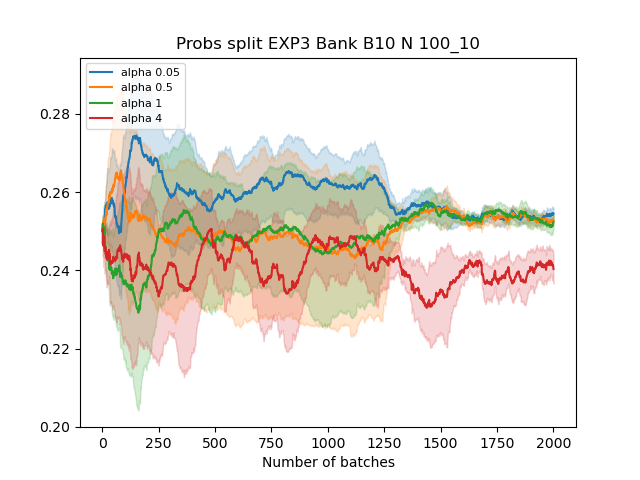 Probs split EXP3 Bank B10 N 100_10
alpha 0.05
alpha 0.5
alpha 1
alpha 4
0.28
0.26
0.24
0.22
0.20
0 250 500 750 1000 1250 1500 1750 2000
Number of batches